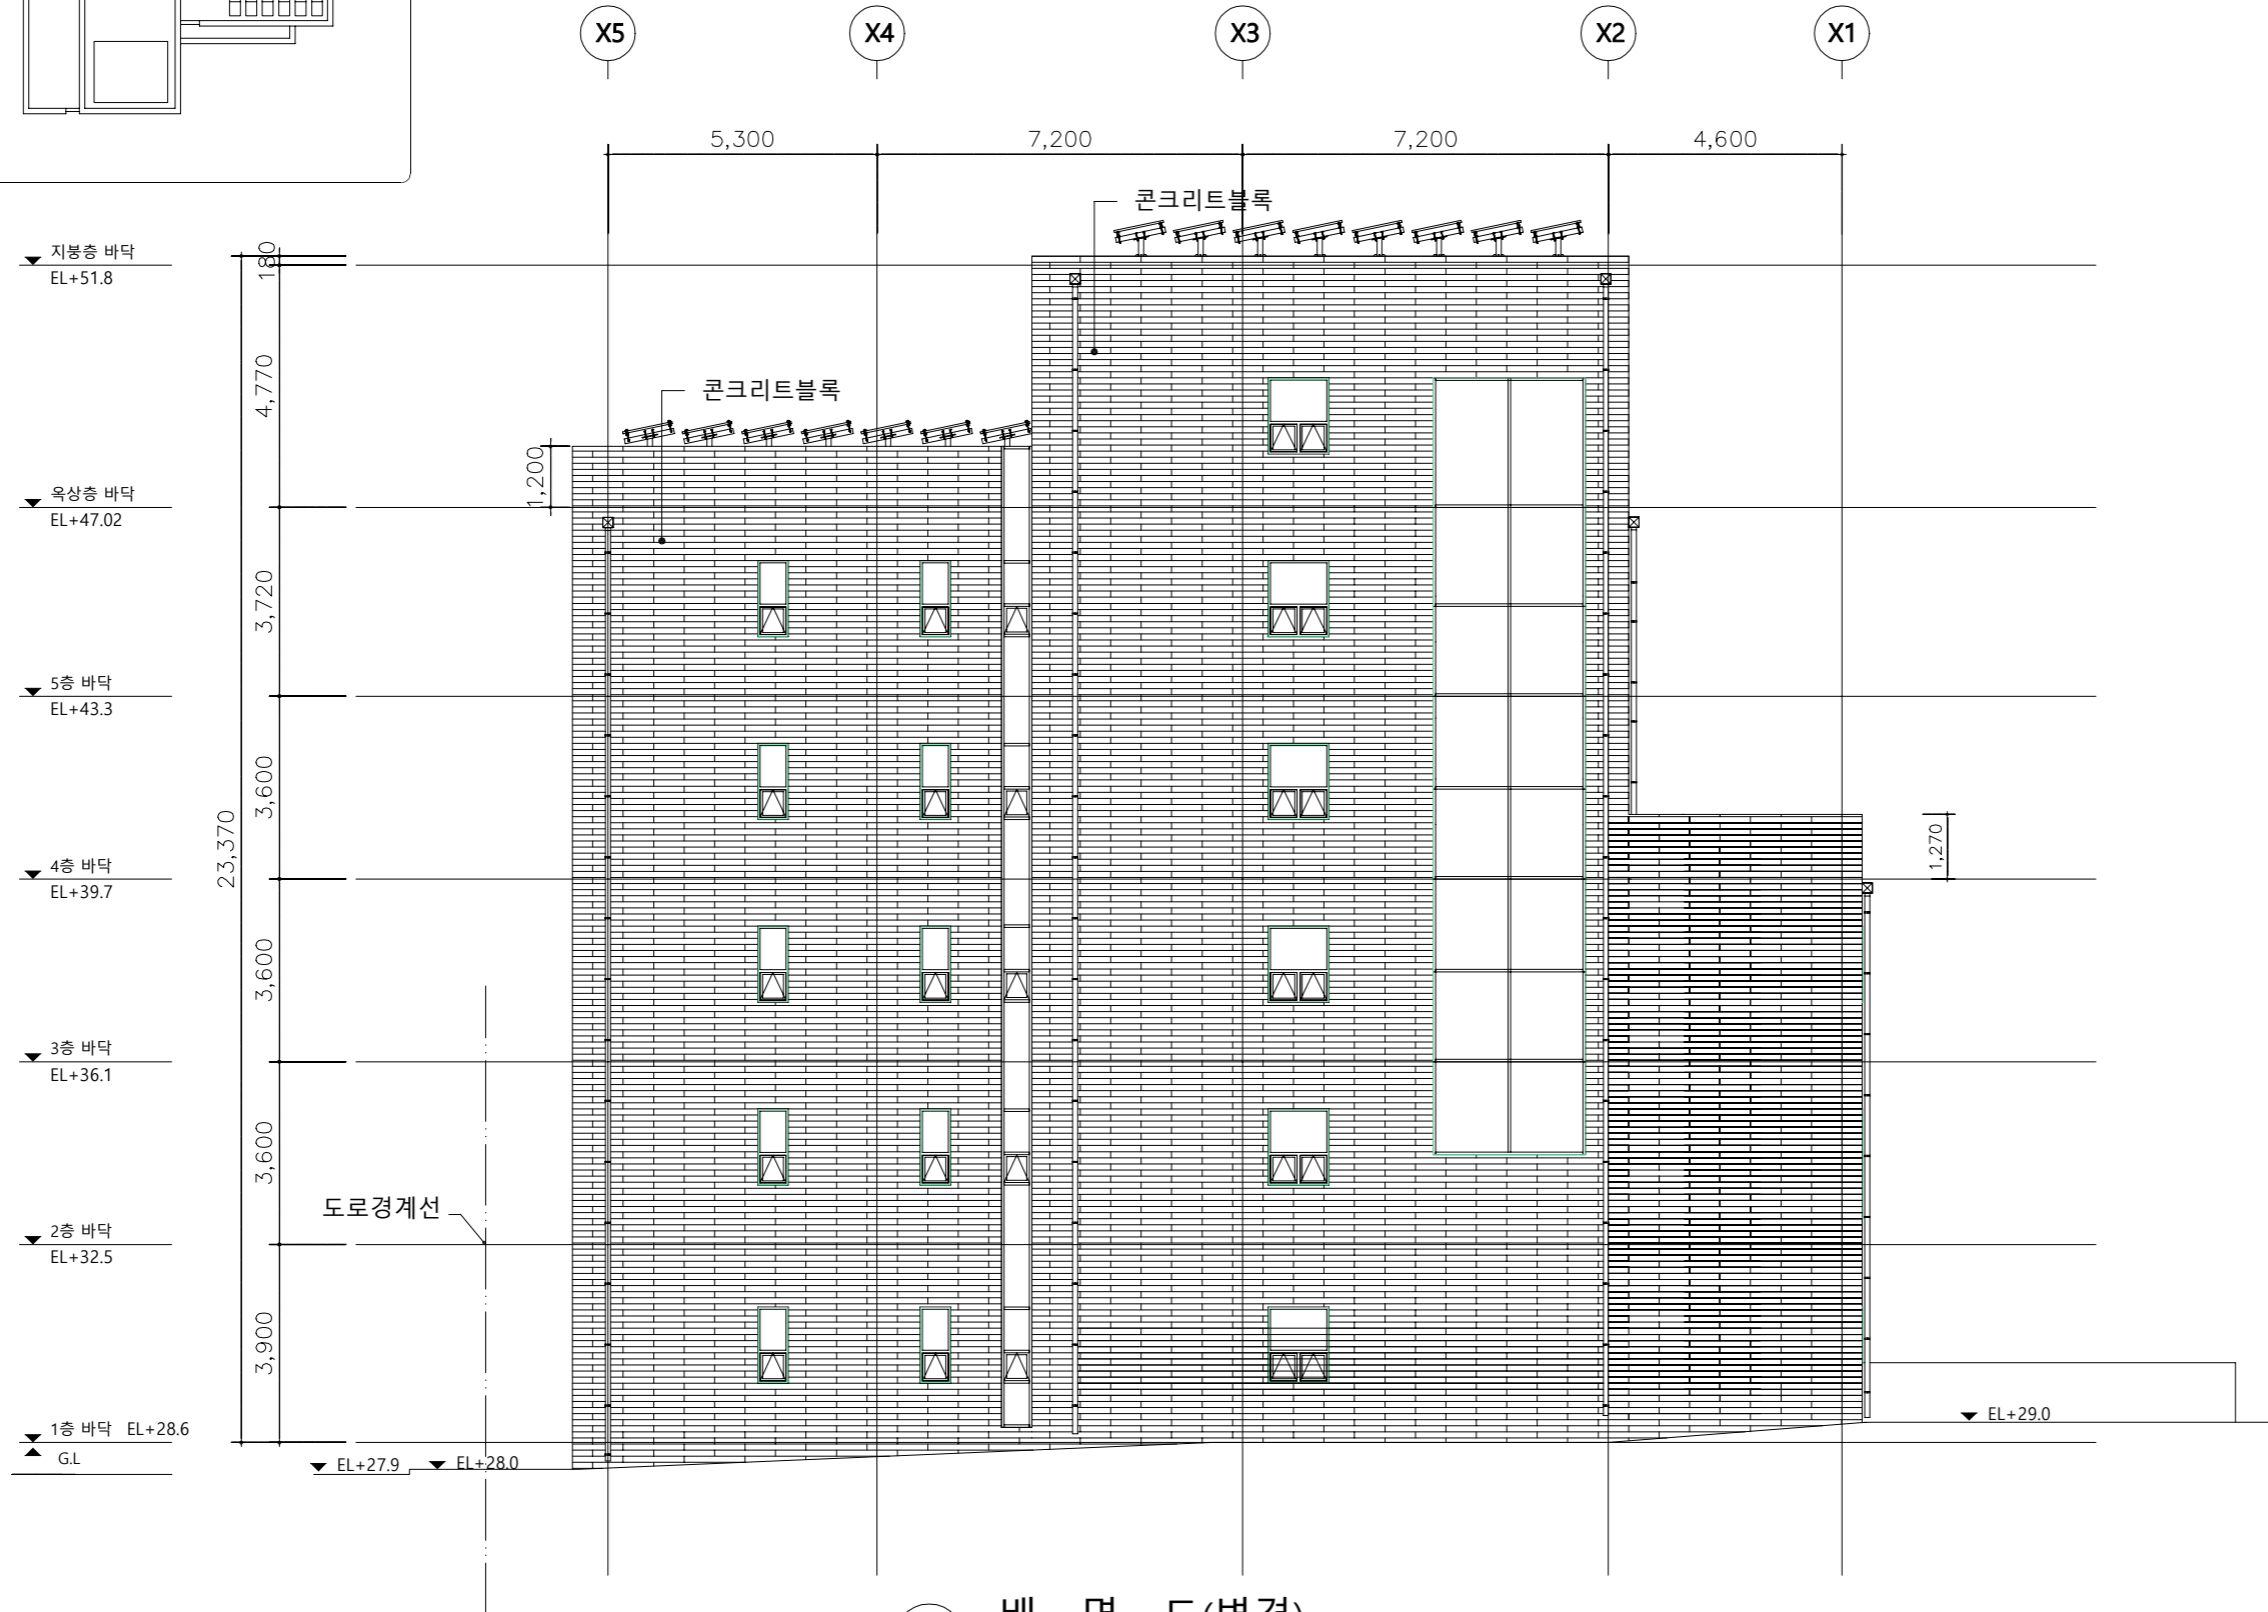 X5 X4 X3 X2 X1
5,300 7,200 7,200 4,600
콘크리트블록
지붕층 바닥
EL+51.8
180
4,770
콘크리트블록
1,200
옥상층 바닥
EL+47.02
3,720
5층 바닥
EL+43.3
3,600
23,370
1,270
4층 바닥
EL+39.7
3,600
3층 바닥
EL+36.1
3,600
도로경계선
2층 바닥
EL+32.5
3,900
EL+29.0
1층 바닥 EL+28.6
G.L
EL+27.9 EL+28.0